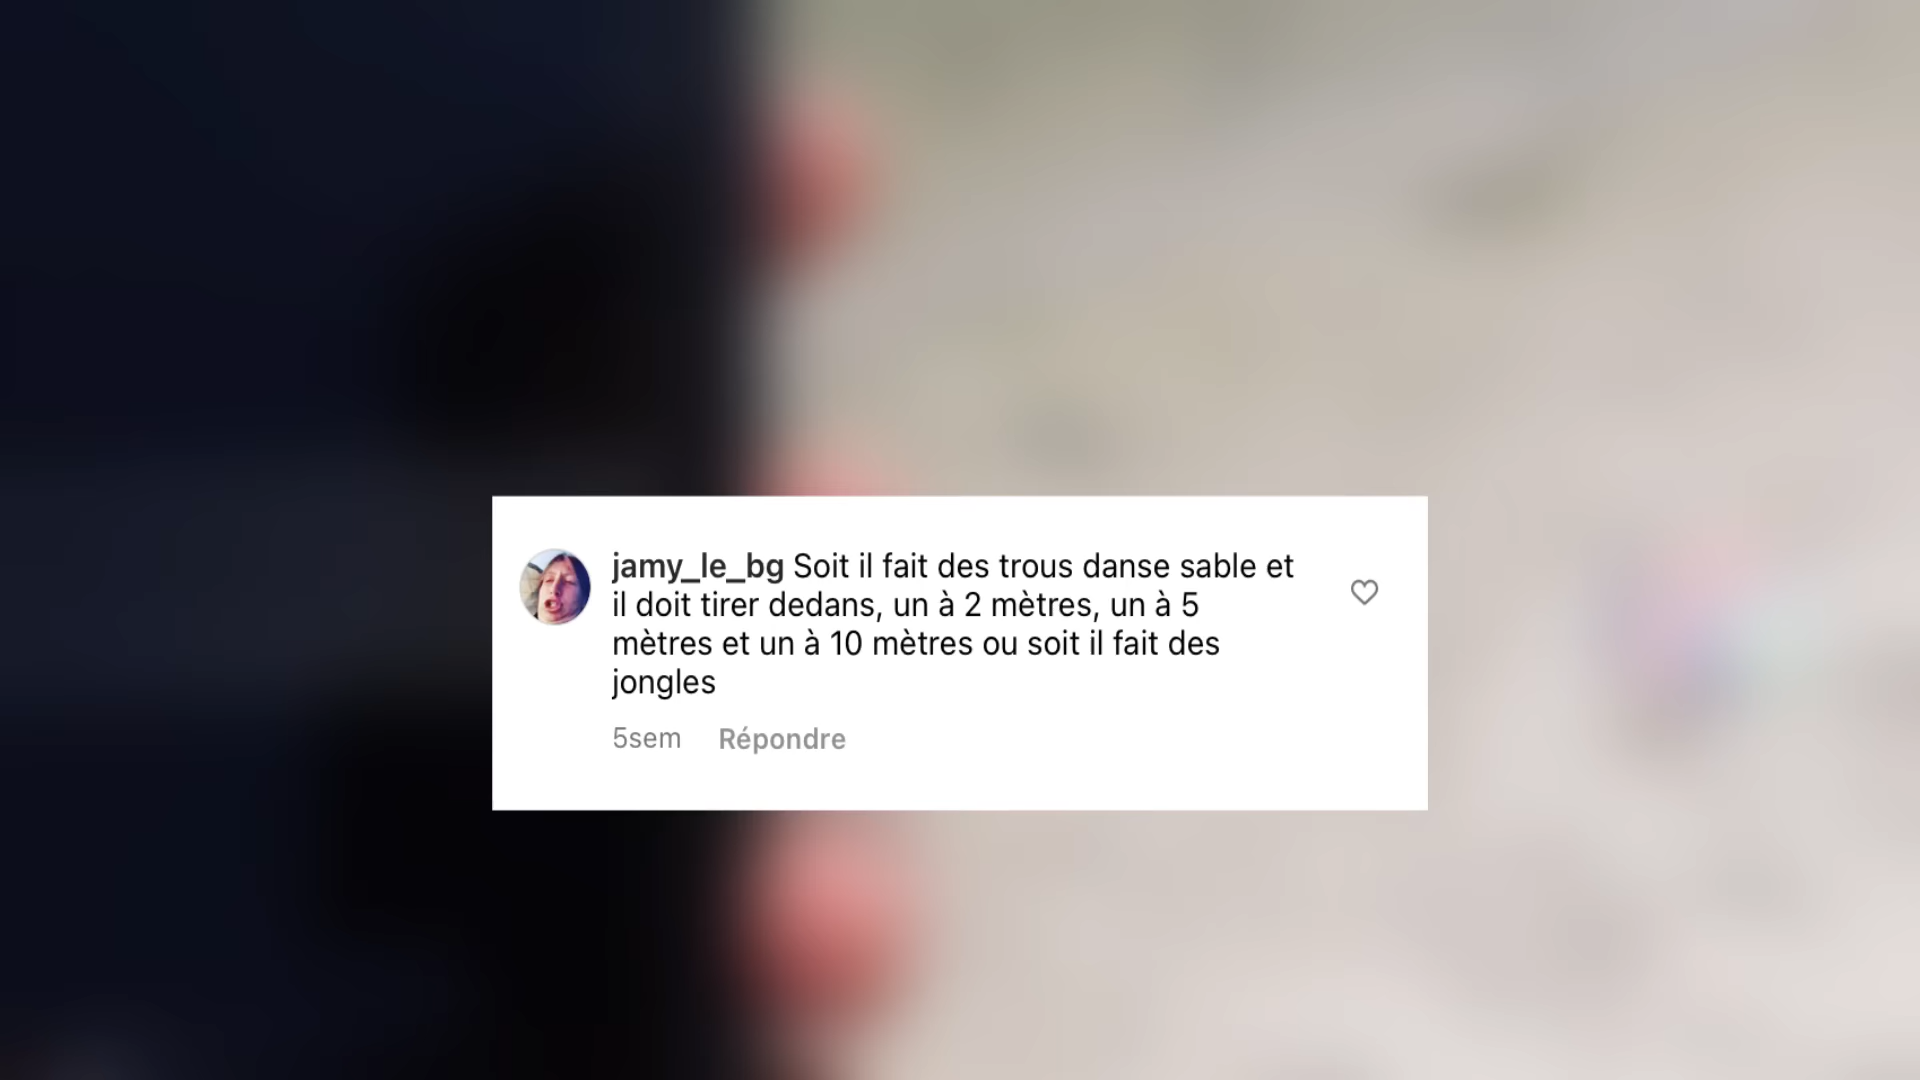 jamy_le_bg Soit il fait des trous danse sable et
il doit tirer dedans, un à 2 mètres, un à 5
mètres et un à 10 mètres ou soit il fait des
jongles
5sem Répondre